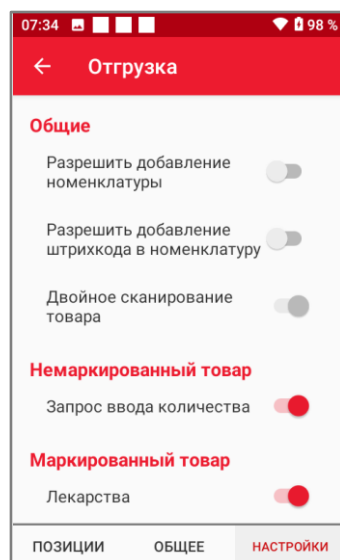 07:34 98 %
Отгрузка
Общие
Разрешить добавление
номенклатуры
Разрешить добавление
штрихкода в номенклатуру
Двойное сканирование
товара
Немаркированный товар
Запрос ввода количества
Маркированный товар
Лекарства
ПОЗИЦИИ ОБЩЕЕ НАСТРОЙКИ